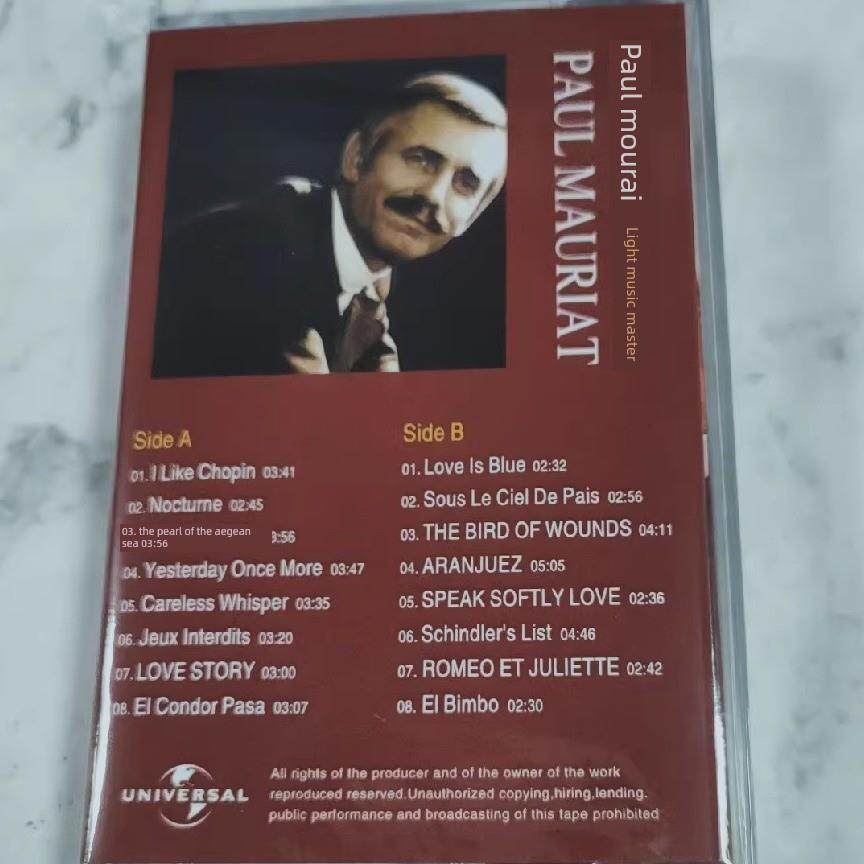 Paul mourai
Light music master
PAUL MAURIAT
Side A
01. I Like Chopin 03:41
02. Nocturne 02:45
03. the pearl of the aegean
sea 03:56
3:56
04. Yesterday Once More 03:47
05. Careless Whisper 03:35
06. Jeux Interdits 03:20
07. LOVE STORY 03:00
08. El Condor Pasa 03:07
Side B
01. Love Is Blue 02:32
02. Sous Le Ciel De Pais 02:56
03. THE BIRD OF WOUNDS 04:11
04. ARANJUEZ 05:05
05. SPEAK SOFTLY LOVE 02:36
06. Schindler's List 04:46
07. ROMEO ET JULIETTE 02:42
08. El Bimbo 02:30
UNIVERSAL
All rights of the producer and of the owner of the work
reproduced reserved.Unauthorized copying,hiring,lending.
public performance and broadcasting of this tape prohibited